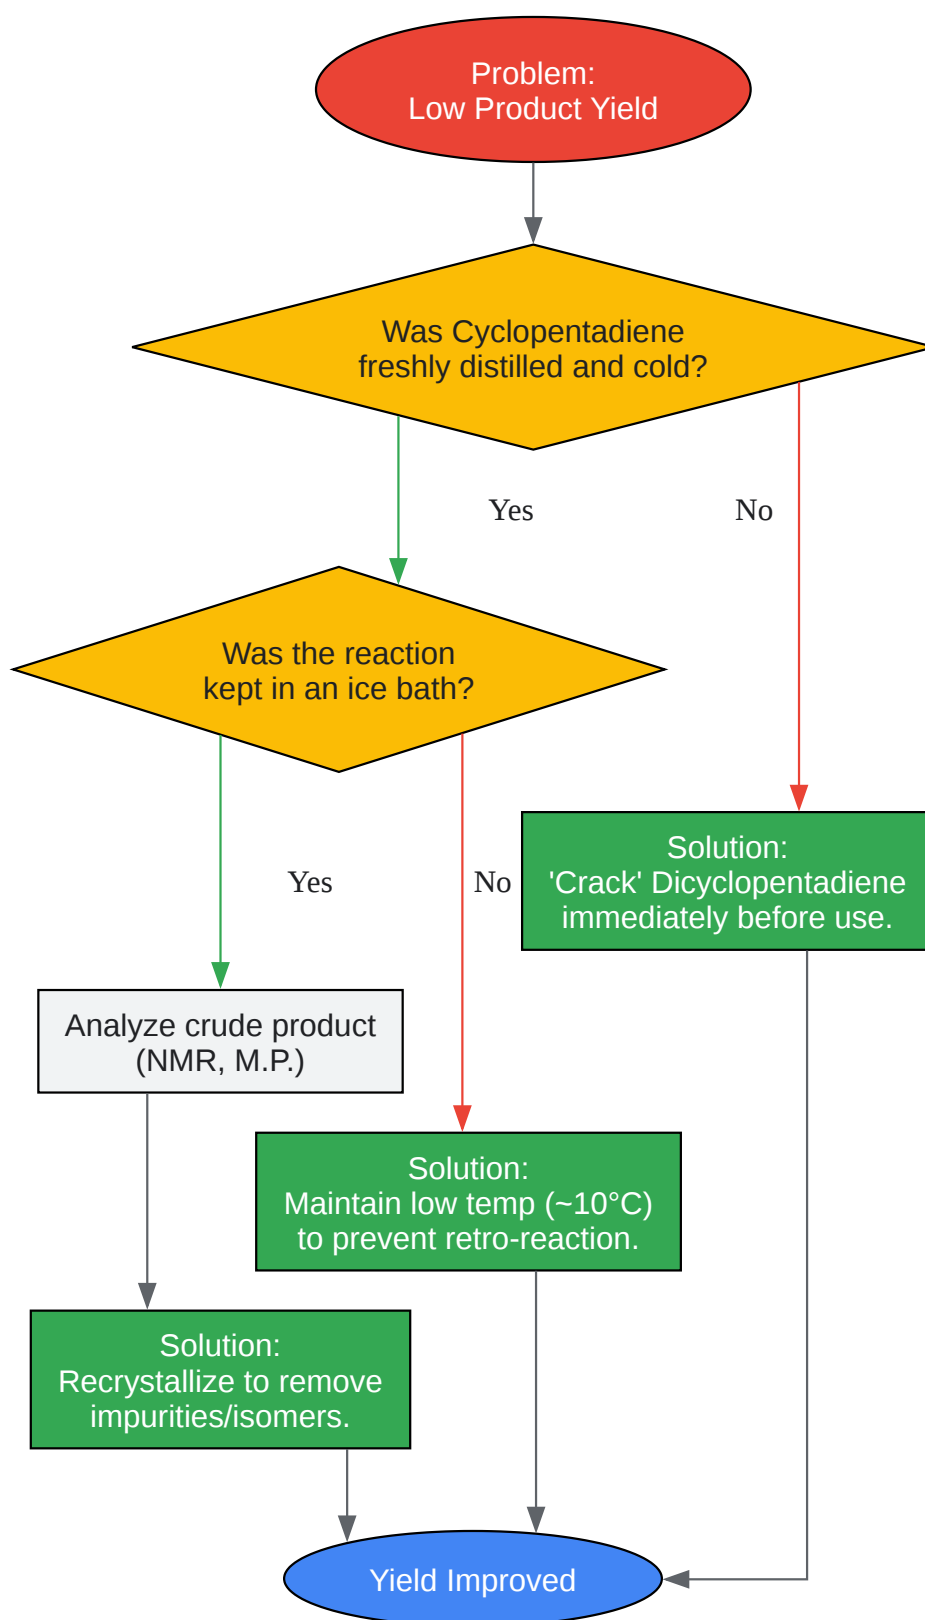 Problem:
Low Product Yield
Was Cyclopentadiene
freshly distilled and cold?
Yes
No
Was the reaction
kept in an ice bath?
Solution:
'Crack' Dicyclopentadiene
immediately before use.
Yes
No
Analyze crude product
(NMR, M.P.)
Solution:
Maintain low temp (~10°C)
to prevent retro-reaction.
Solution:
Recrystallize to remove
impurities/isomers.
Yield Improved